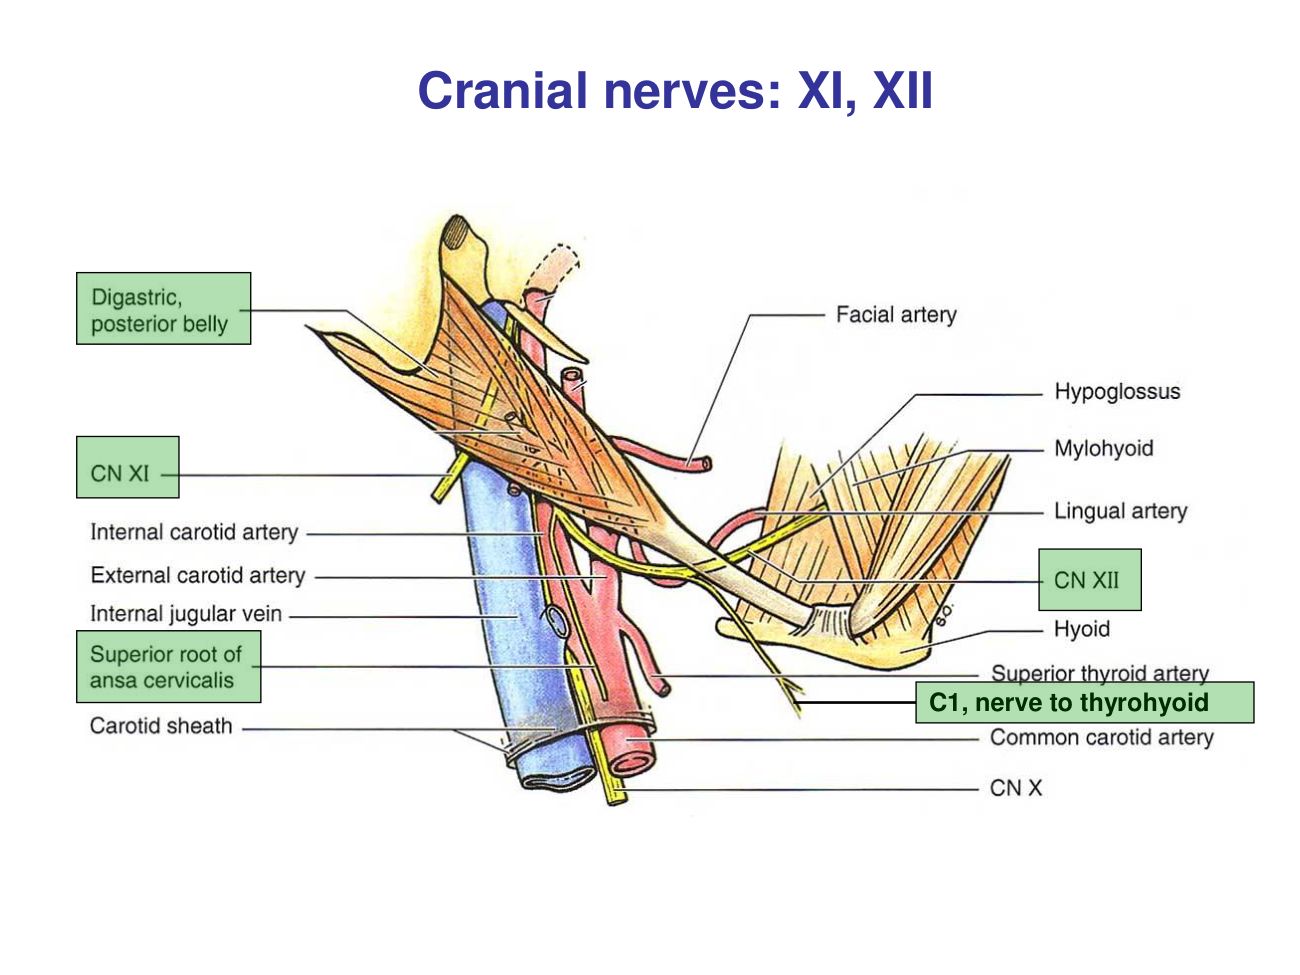 Cranial nerves: XI, XII
Digastric,
posterior belly
CN XI
Internal carotid artery
External carotid artery
Internal jugular vein
Superior root of
ansa cervicalis
Carotid sheath
Facial artery
Hypoglossus
Mylohyoid
Lingual artery
CN XII
Hyoid
Superior thyroid artery
C1, nerve to thyrohyoid
Common carotid artery
CN X